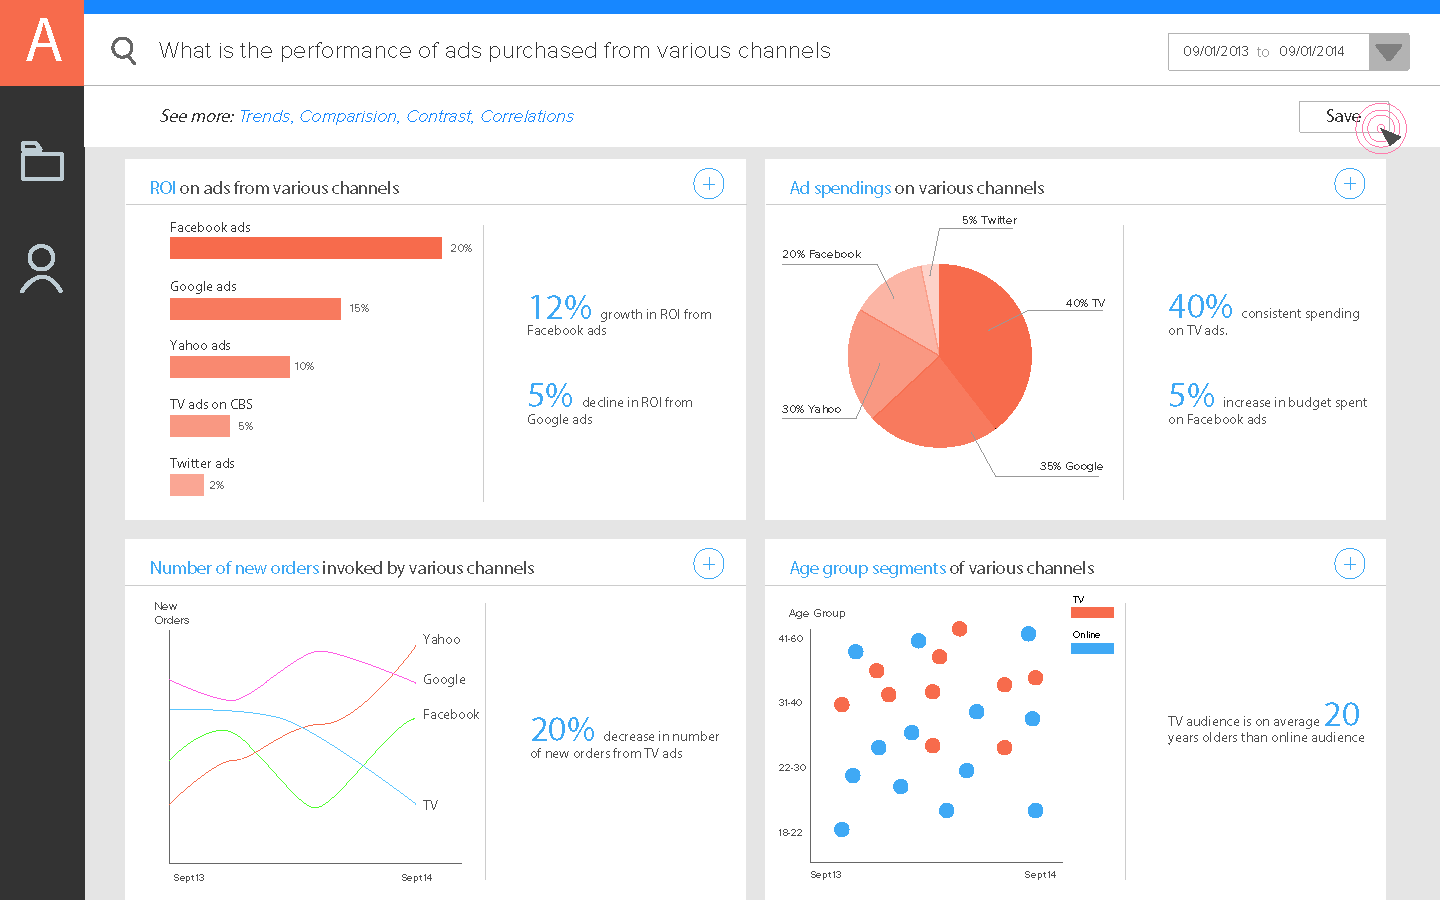 A
What is the performance of ads purchased from various channels
09/01/2013 to 09/01/2014
See more: Trends, Comparision, Contrast, Correlations
Save
ROI on ads from various channels
Facebook ads
20%
Google ads
15%
Yahoo ads
10%
TV ads on CBS
5%
Twitter ads
2%
12% growth in ROI from
Facebook ads
5% decline in ROI from
Google ads
Ad spendings on various channels
5% Twitter
20% Facebook
40% TV
30% Yahoo
35% Google
40% consistent spending
on TV ads.
5% increase in budget spent
on Facebook ads
Number of new orders invoked by various channels
New
Orders
Yahoo
Google
Facebook
TV
Sept13
Sept14
20% decrease in number
of new orders from TV ads
Age group segments of various channels
Age Group
41-60
31-40
22-30
18-22
Sept13
Sept14
TV
Online
TV audience is on average 20
years olders than online audience